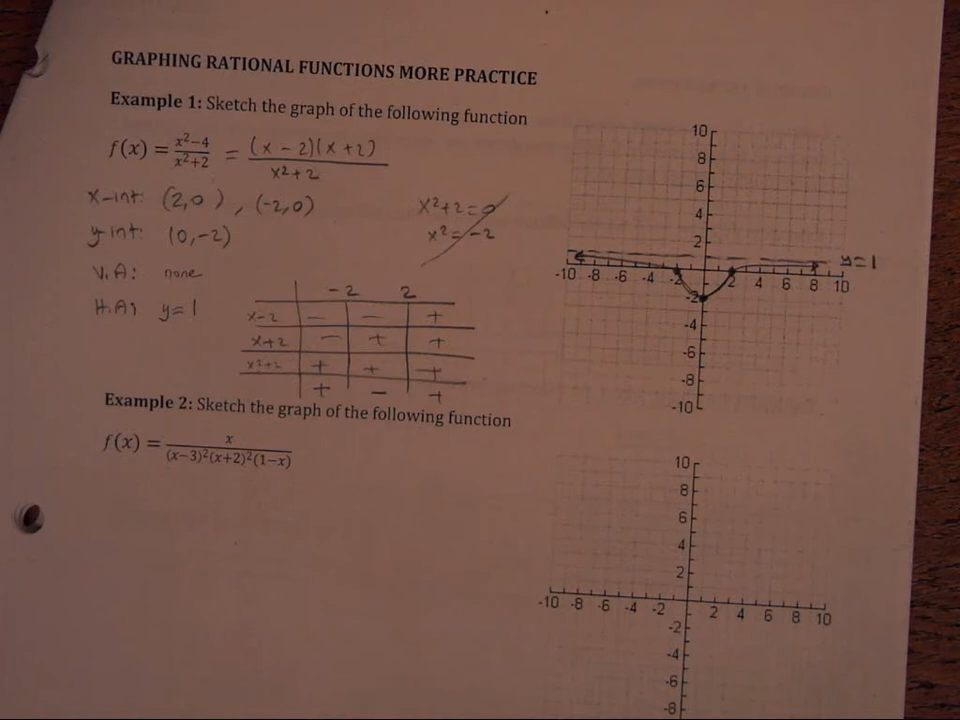 GRAPHING RATIONAL FUNCTIONS MORE PRACTICE
Example 1: Sketch the graph of the following function
f(x) = x²−4 / x²+2 = (x − 2)(x + 2) / x² + 2
x-int: (2,0), (-2,0)
x²+2=0
y int: (0,-2)
x²=-2
V.A: none
H.A: y=1
-2 2
x-2 − − +
x+2 − + +
x²+2 + + +
+ − +
10
8
6
4
2
y=1
-10 -8 -6 -4 -2 2 4 6 8 10
-2
-4
-6
-8
-10
Example 2: Sketch the graph of the following function
f(x) = x / (x−3)²(x+2)²(1−x)
10
8
6
4
2
-10 -8 -6 -4 -2 2 4 6 8 10
-2
-4
-6
-8